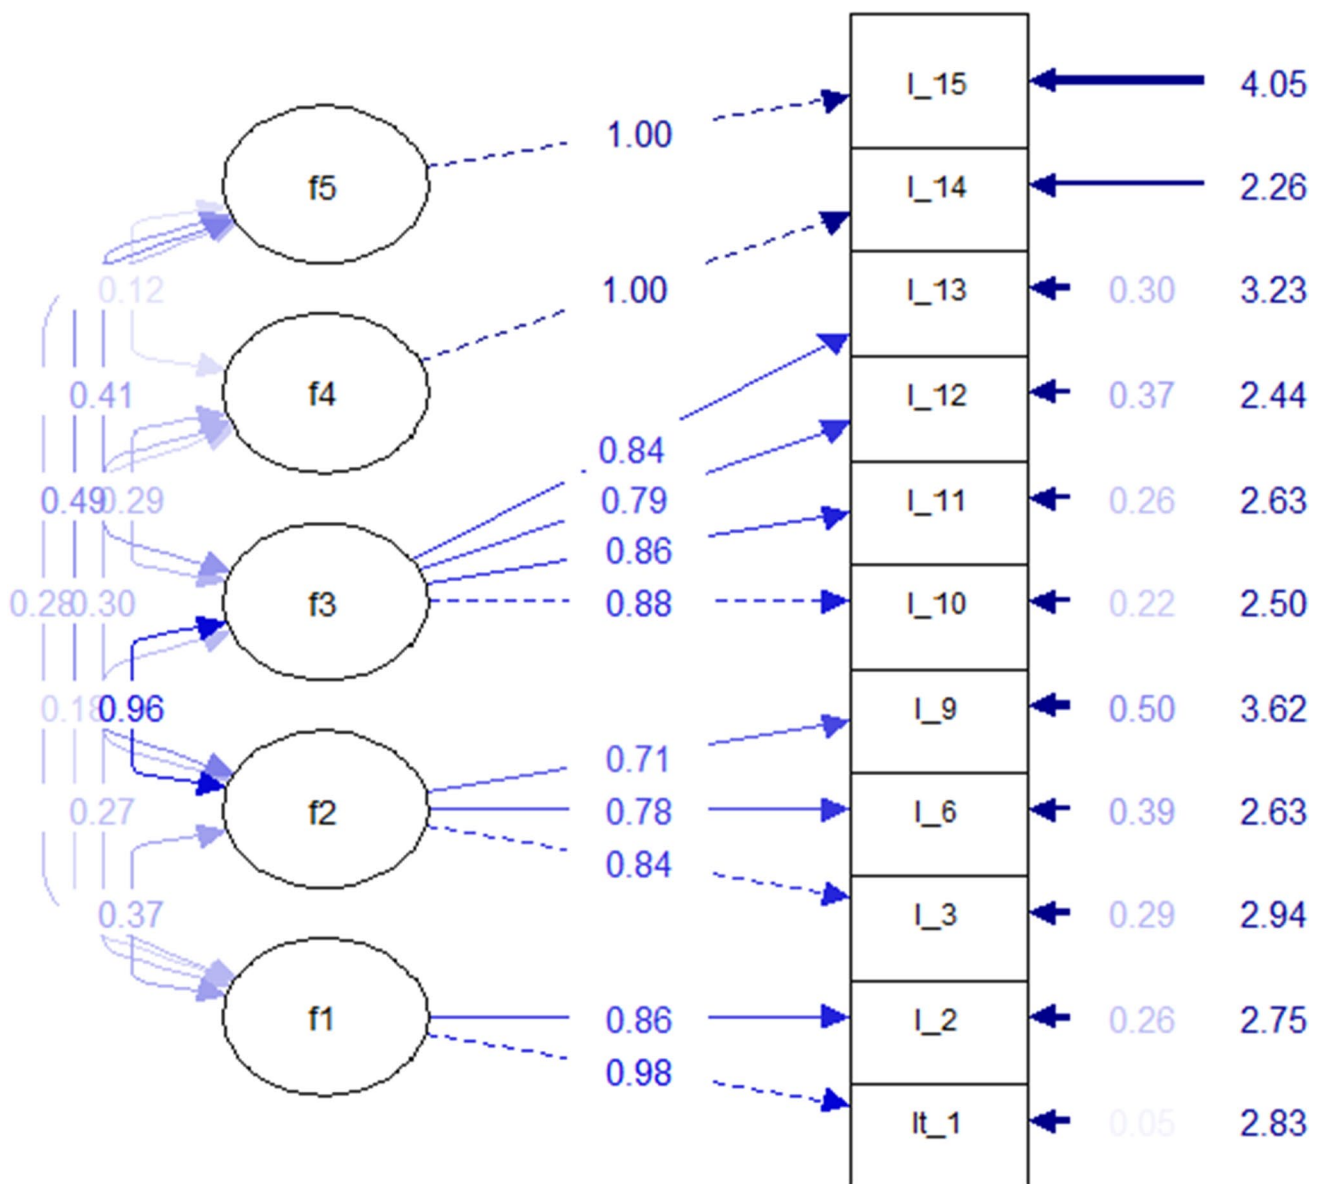 I_15 4.05
1.00
f5 I_14 2.26
0.12 1.00 I_13 0.30 3.23
0.41 f4 I_12 0.37 2.44
0.84
0.49 0.29 0.79 I_11 0.26 2.63
0.86
0.28 0.30 f3 0.88 I_10 0.22 2.50
0.18 0.96 I_9 0.50 3.62
0.71
0.27 f2 0.78 I_6 0.39 2.63
0.84
0.37 I_3 0.29 2.94
f1 0.86 I_2 0.26 2.75
0.98
It_1 0.05 2.83